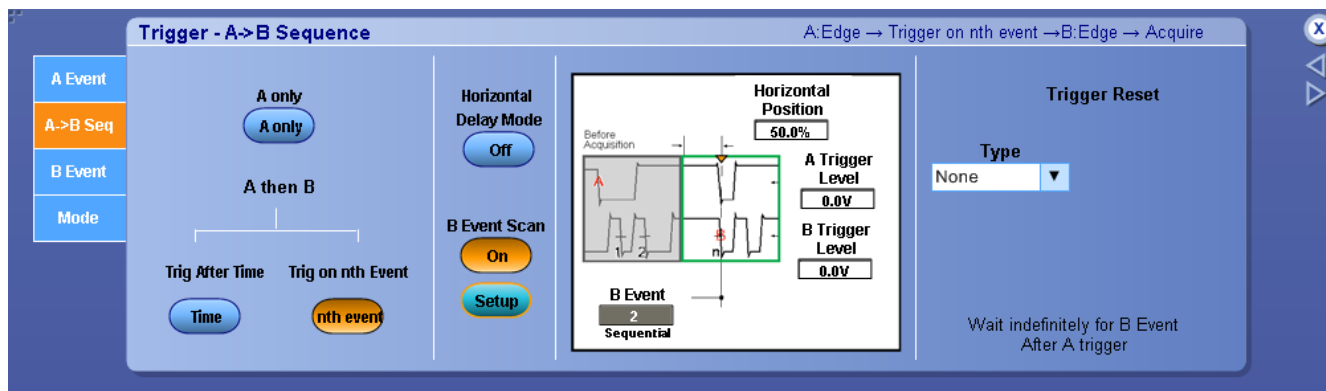 Trigger - A->B Sequence
A:Edge → Trigger on nth event →B:Edge → Acquire
X
A Event
A->B Seq
B Event
Mode
A only
A only
A then B
Trig After Time
Time
Trig on nth Event
nth event
Horizontal
Delay Mode
Off
B Event Scan
On
Setup
Horizontal
Position
50.0%
Before
Acquisition
A
B
1
2
n
A Trigger
Level
0.0V
B Trigger
Level
0.0V
B Event
2
Sequential
Trigger Reset
Type
None
Wait indefinitely for B Event
After A trigger